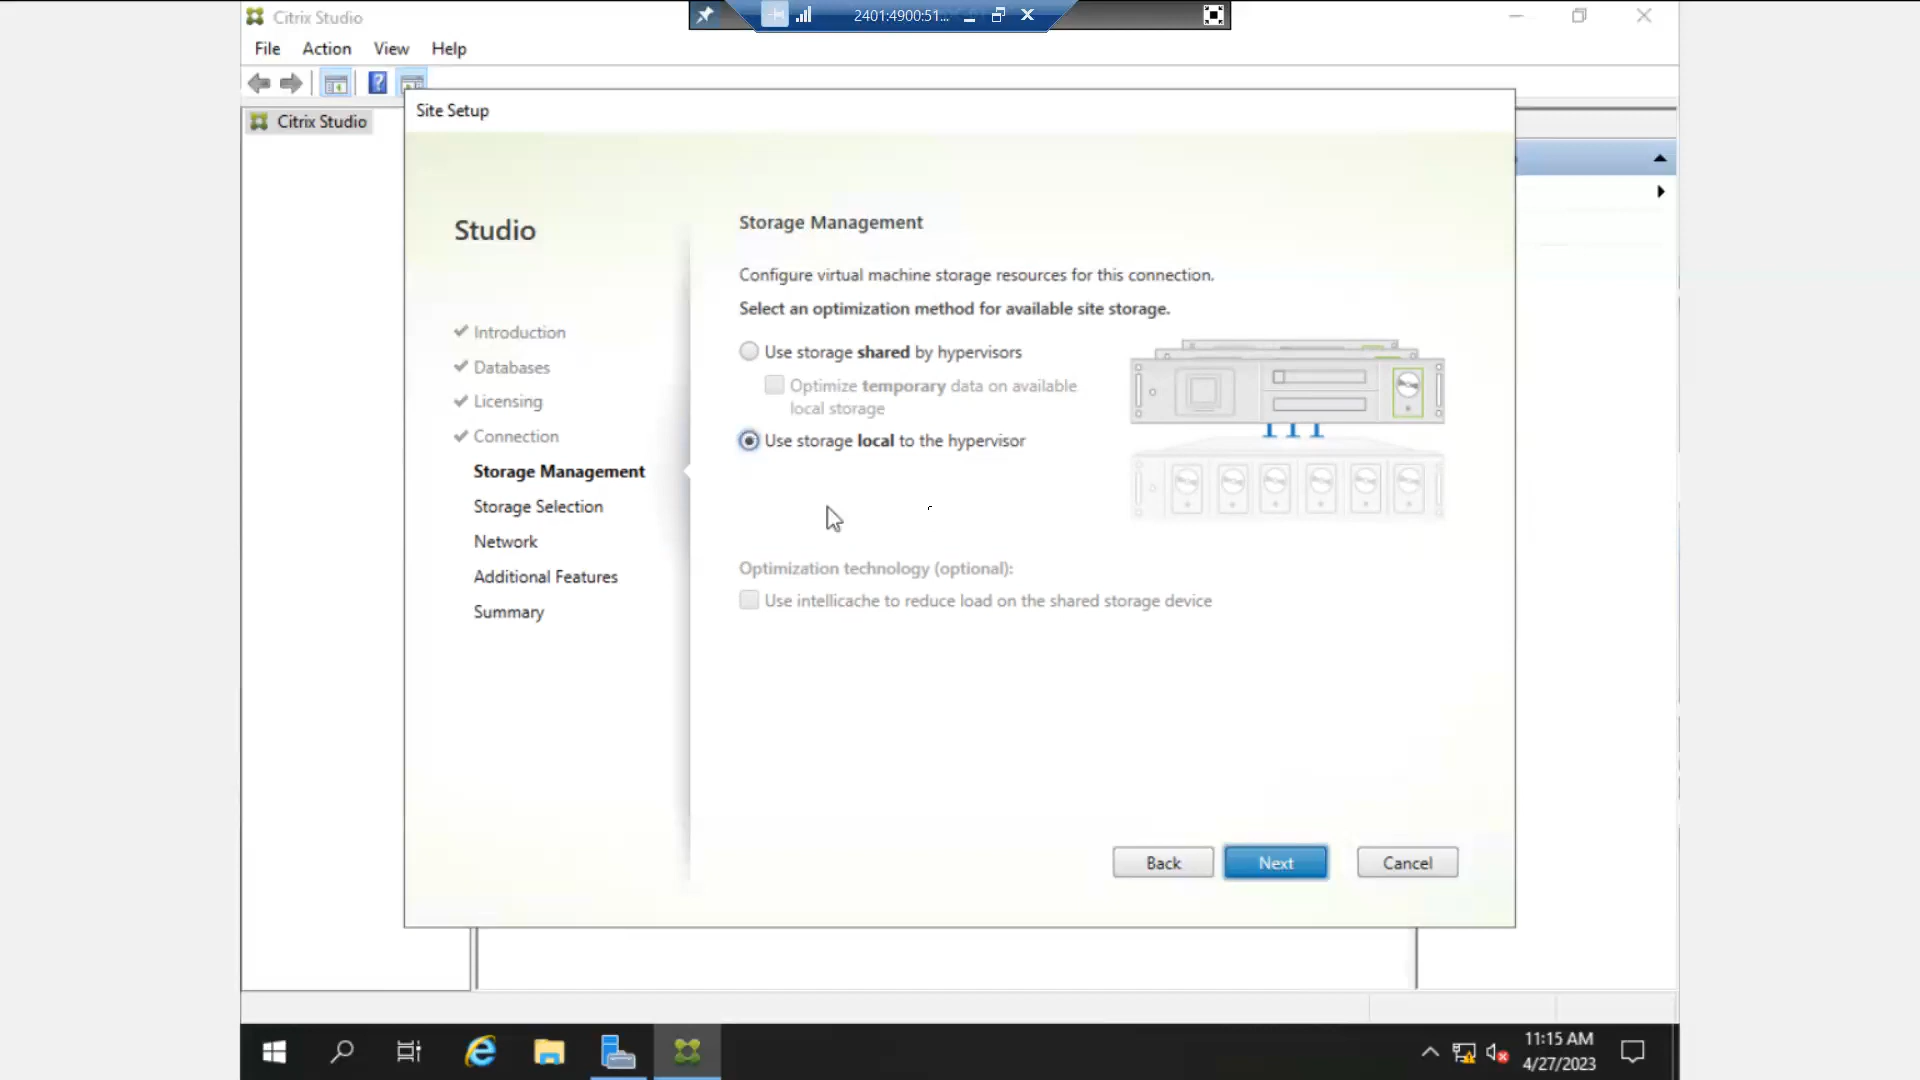 Citrix Studio
2401:4900:51...
File Action View Help
Citrix Studio
Site Setup
Studio
Introduction
Databases
Licensing
Connection
Storage Management
Storage Selection
Network
Additional Features
Summary
Storage Management
Configure virtual machine storage resources for this connection.
Select an optimization method for available site storage.
Use storage shared by hypervisors
Optimize temporary data on available
local storage
Use storage local to the hypervisor
Optimization technology (optional):
Use intellicache to reduce load on the shared storage device
Back Next Cancel
11:15 AM
4/27/2023